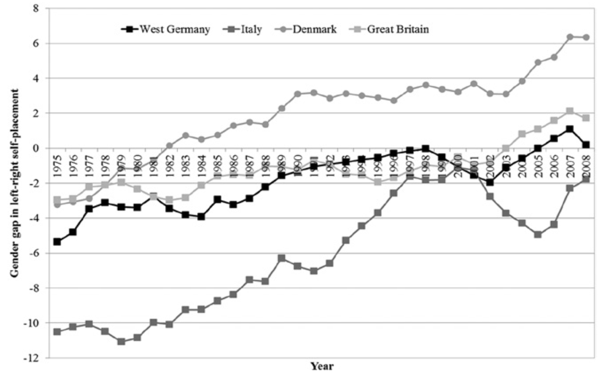 8
6
4
2
0
-2
-4
-6
-8
-10
-12
Gender gap in left-right self-placement
West Germany Italy Denmark Great Britain
1975 1976 1977 1978 1979 1980 1981 1982 1983 1984 1985 1986 1987 1988 1989 1990 1991 1992 1993 1994 1995 1996 1997 1998 1999 2000 2001 2002 2003 2004 2005 2006 2007 2008
Year